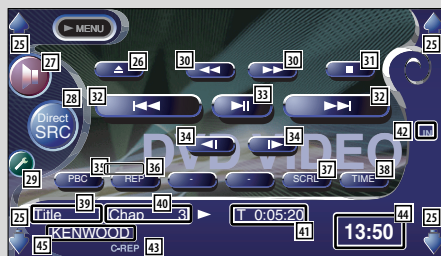 ► MENU
25 25
27 26 30 30 31
28 32 33 32
Direct
SRC
42 IN
34 34
DVD VIDEO
35 36 37 38
29 PBC REP - - SCRL TIME
39 40
25 Title Chap 3 ► T 0:05:20 44 25
41
KENWOOD 13:50
45 C-REP 43